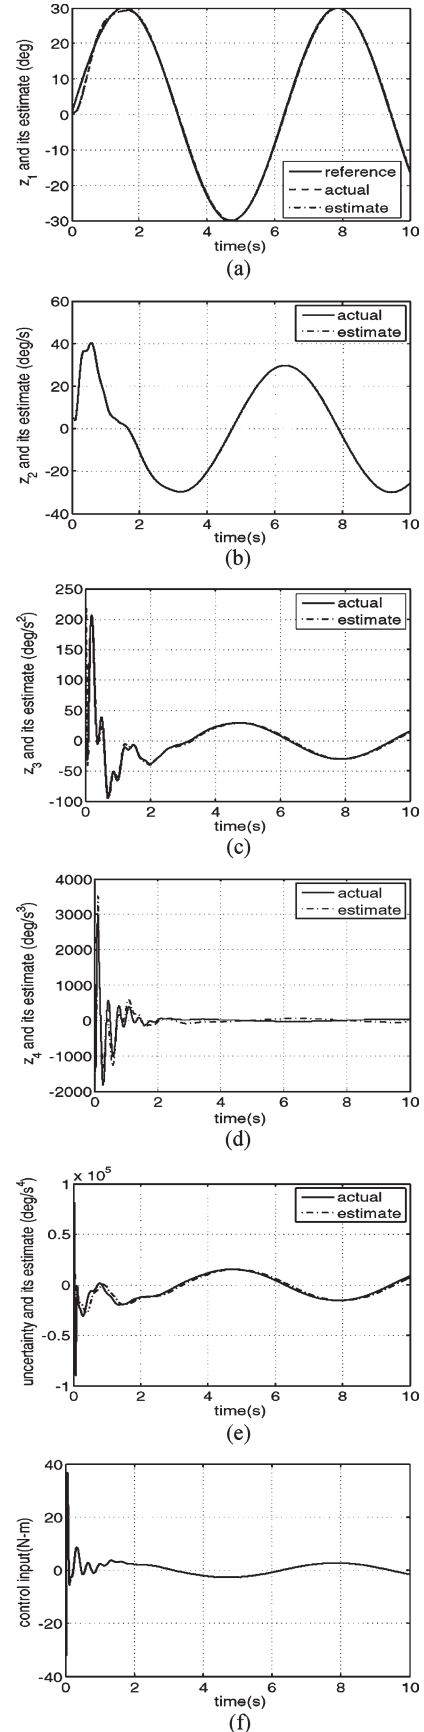 30
20
10
0
-10
-20
-30
z1 and its estimate (deg)
reference
actual
estimate
0 2 4 6 8 10
time(s)
(a)
60
40
20
0
-20
-40
z2 and its estimate (deg/s)
actual
estimate
0 2 4 6 8 10
time(s)
(b)
250
200
150
100
50
0
-50
-100
z3 and its estimate (deg/s²)
actual
estimate
0 2 4 6 8 10
time(s)
(c)
4000
3000
2000
1000
0
-1000
-2000
z4 and its estimate (deg/s³)
actual
estimate
0 2 4 6 8 10
time(s)
(d)
x 10⁵
1
0.5
0
-0.5
-1
uncertainty and its estimate (deg/s⁴)
actual
estimate
0 2 4 6 8 10
time(s)
(e)
40
20
0
-20
-40
control input(N-m)
0 2 4 6 8 10
time(s)
(f)